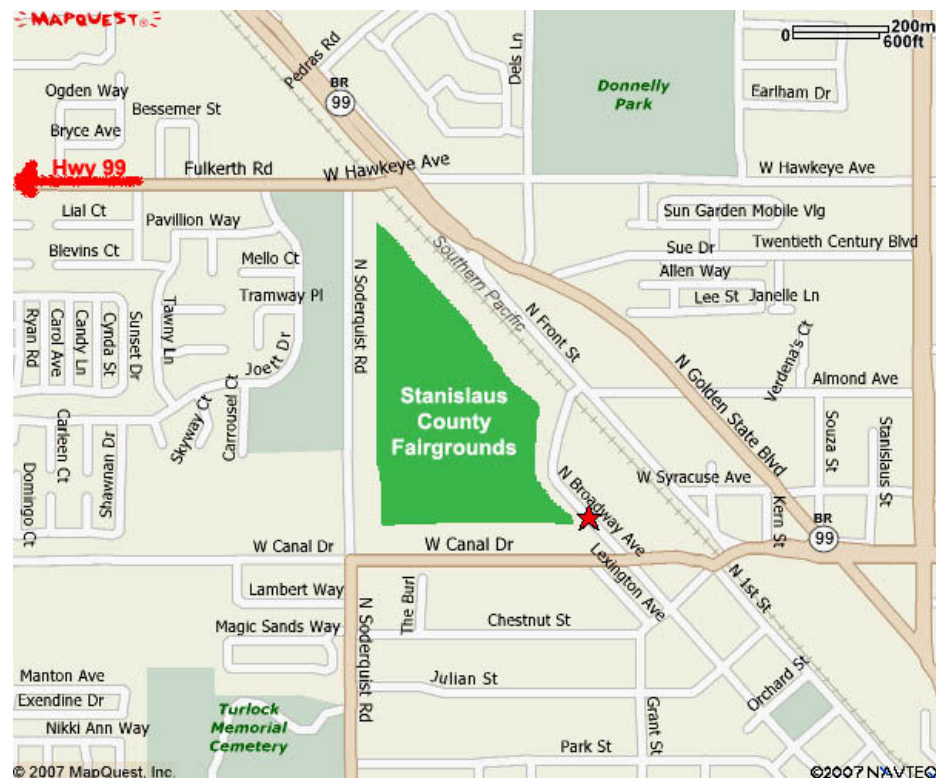 MAPQUEST
200m
0
600ft
Pedras Rd
Dels Ln
BR
99
Donnelly
Park
Earlham Dr
Ogden Way
Bessemer St
Bryce Ave
Hwy 99
Fulkerth Rd
W Hawkeye Ave
W Hawkeye Ave
Lial Ct
Pavillion Way
Sun Garden Mobile Vlg
Blevins Ct
Mello Ct
Southern Pacific
Sue Dr
Twentieth Century Blvd
Allen Way
Tramway Pl
N Soderquist Rd
Lee St
Janelle Ln
Ryan Rd
Carol Ave
Candy Ln
Cynda St
Sunset Dr
Tawny Ln
Joett Dr
N Front St
Verdena's Ct
N Golden State Blvd
Almond Ave
Stanislaus
County
Fairgrounds
Carleen Ct
Skyway Ct
Carrousel Ct
Souza St
Stanislaus St
Domingo Ct
Shawnan Dr
W Syracuse Ave
N Broadway Ave
Kern St
BR
99
W Canal Dr
W Canal Dr
Lexington Ave
N 1st St
Lambert Way
The Burl
N Soderquist Rd
Chestnut St
Magic Sands Way
Manton Ave
Julian St
Orchard St
Exendine Dr
Turlock
Memorial
Cemetery
Grant St
Nikki Ann Way
Park St
© 2007 MapQuest, Inc.
©2007 NAVTEQ